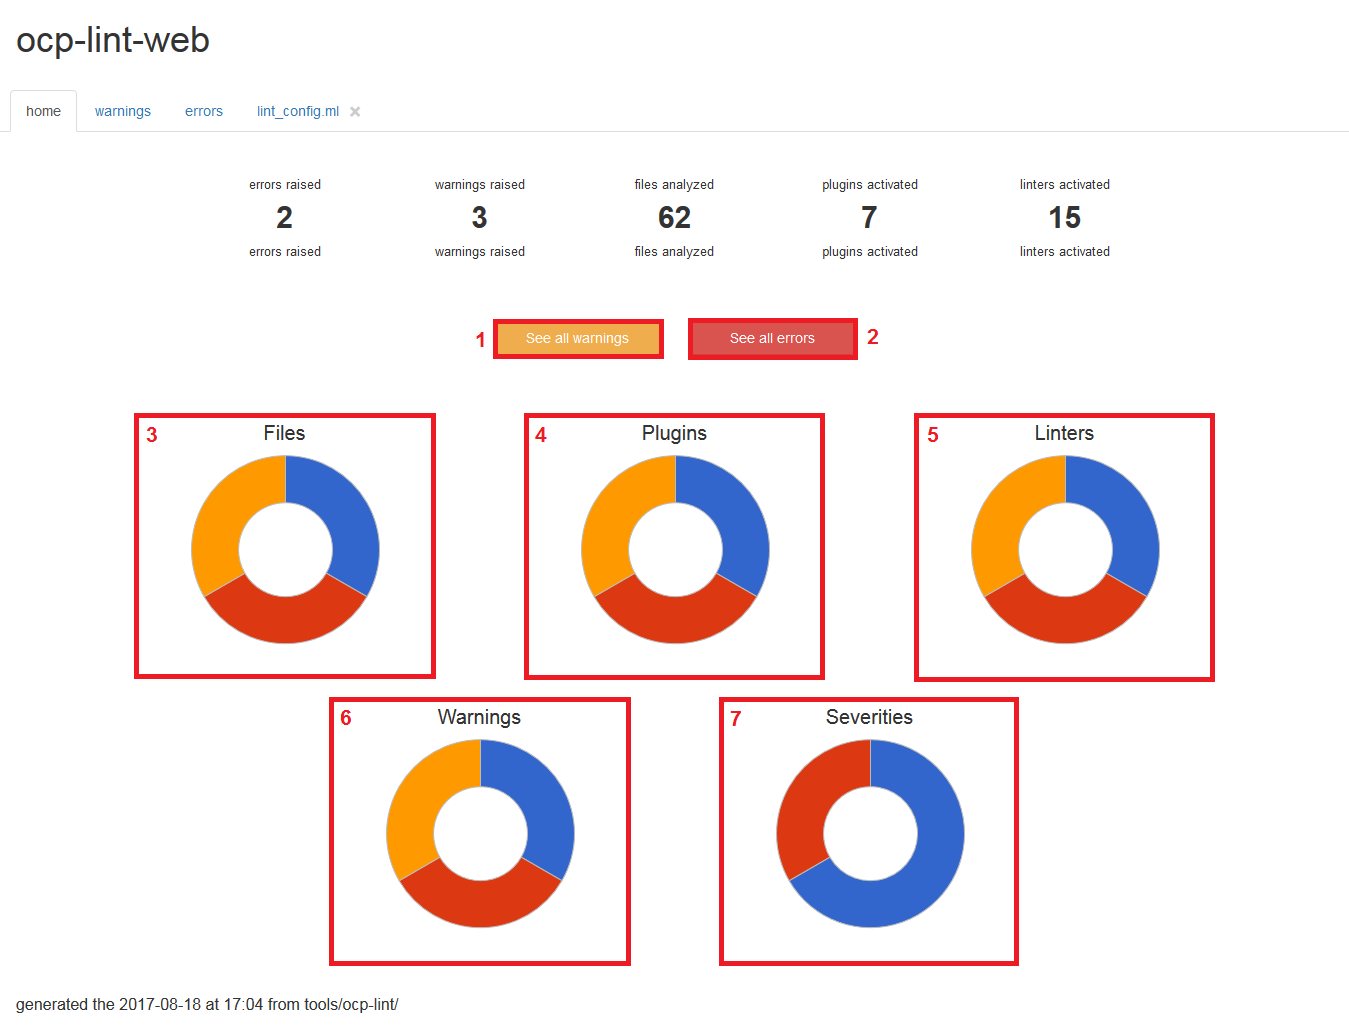 ocp-lint-web
home warnings errors lint_config.ml ×
errors raised warnings raised files analyzed plugins activated linters activated
2 3 62 7 15
errors raised warnings raised files analyzed plugins activated linters activated
1 See all warnings See all errors 2
3 Files 4 Plugins 5 Linters
6 Warnings 7 Severities
generated the 2017-08-18 at 17:04 from tools/ocp-lint/